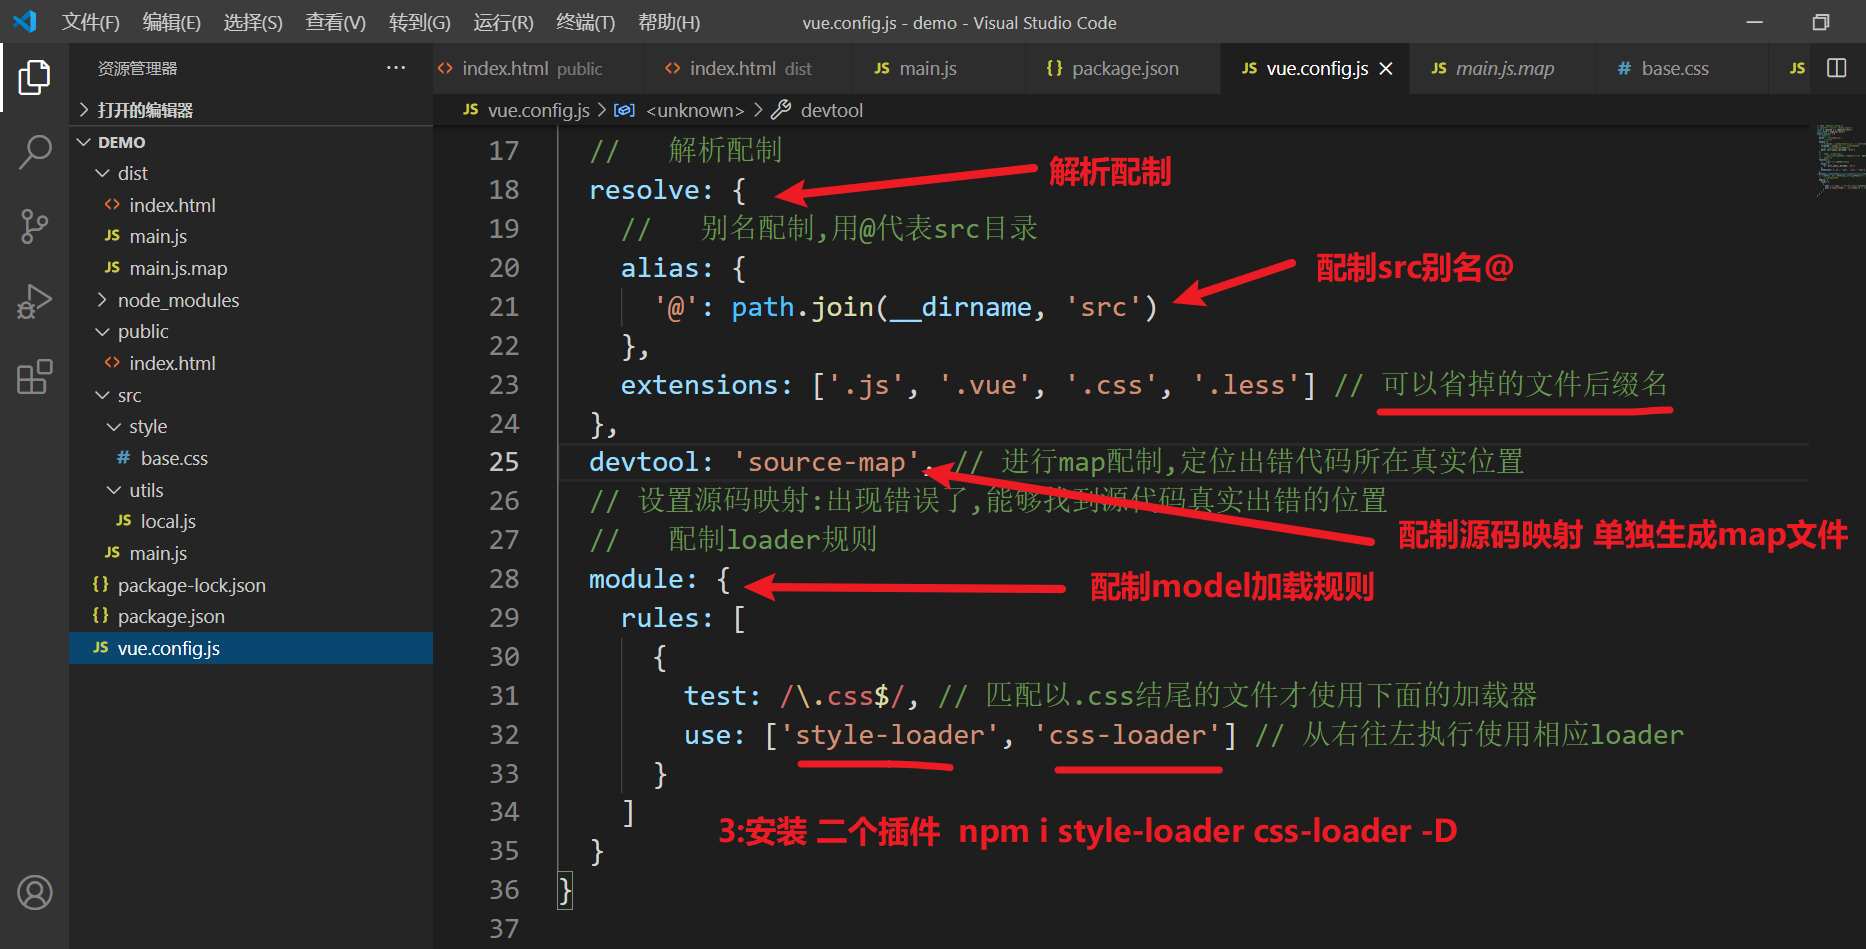 文件(F) 编辑(E) 选择(S) 查看(V) 转到(G) 运行(R) 终端(T) 帮助(H) vue.config.js - demo - Visual Studio Code
资源管理器 ···
打开的编辑器
DEMO
dist
index.html
main.js
main.js.map
node_modules
public
index.html
src
style
base.css
utils
local.js
main.js
package-lock.json
package.json
vue.config.js
index.html public index.html dist JS main.js {} package.json JS vue.config.js JS main.js.map # base.css JS
JS vue.config.js > <unknown> > devtool
17 // 解析配制
解析配制
18 resolve: {
19 // 别名配制,用@代表src目录
20 alias: {
配制src别名@
21 '@': path.join(__dirname, 'src')
22 },
23 extensions: ['.js', '.vue', '.css', '.less'] // 可以省掉的文件后缀名
24 },
25 devtool: 'source-map', // 进行map配制,定位出错代码所在真实位置
26 // 设置源码映射:出现错误了,能够找到源代码真实出错的位置
配制源码映射 单独生成map文件
27 // 配制loader规则
28 module: {
配制model加载规则
29 rules: [
30 {
31 test: /\.css$/, // 匹配以.css结尾的文件才使用下面的加载器
32 use: ['style-loader', 'css-loader'] // 从右往左执行使用相应loader
33 }
34 ]
3:安装 二个插件 npm i style-loader css-loader -D
35 }
36 }
37